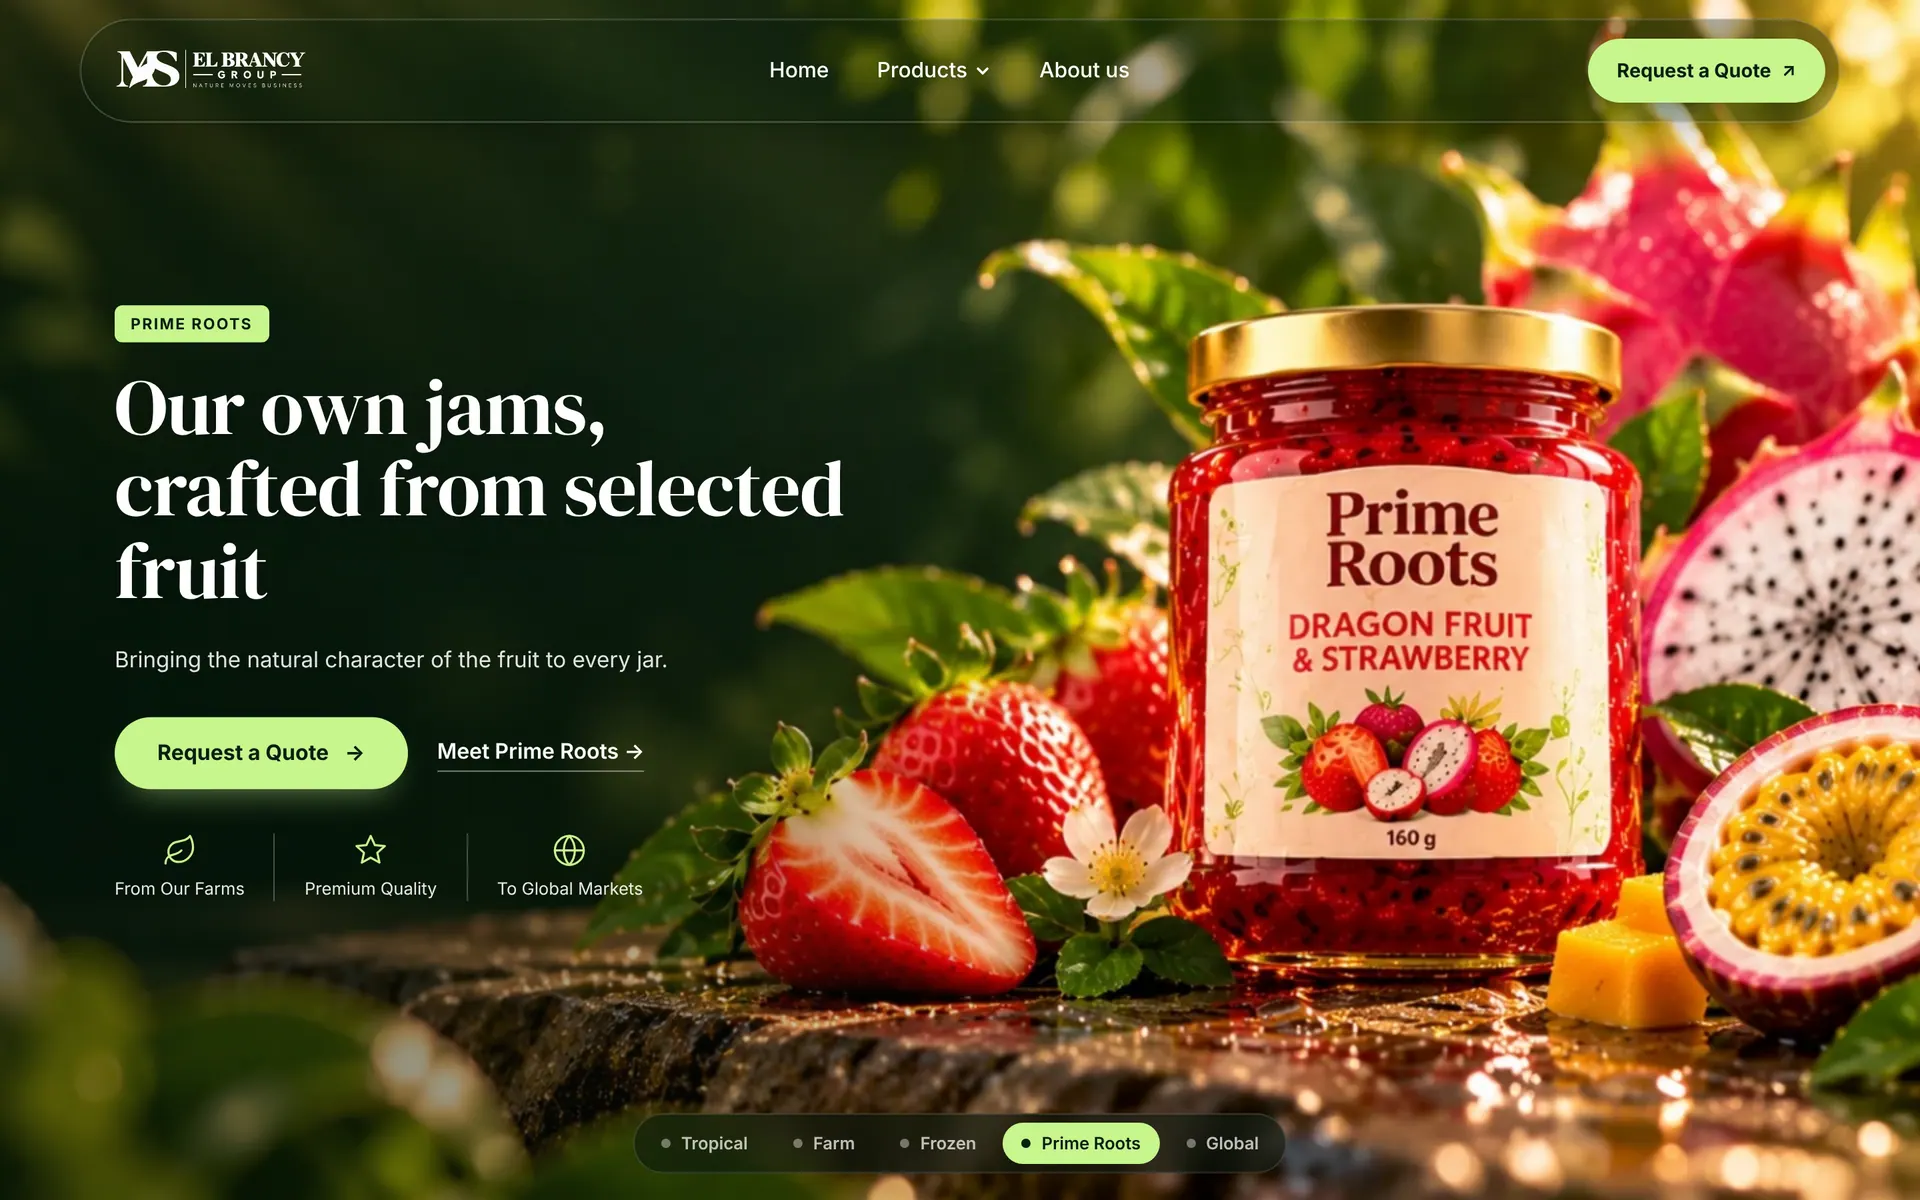 MS EL BRANCY
GROUP
NATURE MOVES BUSINESS
Home
Products
About us
Request a Quote ↗
PRIME ROOTS
Our own jams,
crafted from selected
fruit
Bringing the natural character of the fruit to every jar.
Request a Quote →
Meet Prime Roots →
From Our Farms
Premium Quality
To Global Markets
Prime
Roots
DRAGON FRUIT
& STRAWBERRY
160 g
Tropical
Farm
Frozen
Prime Roots
Global